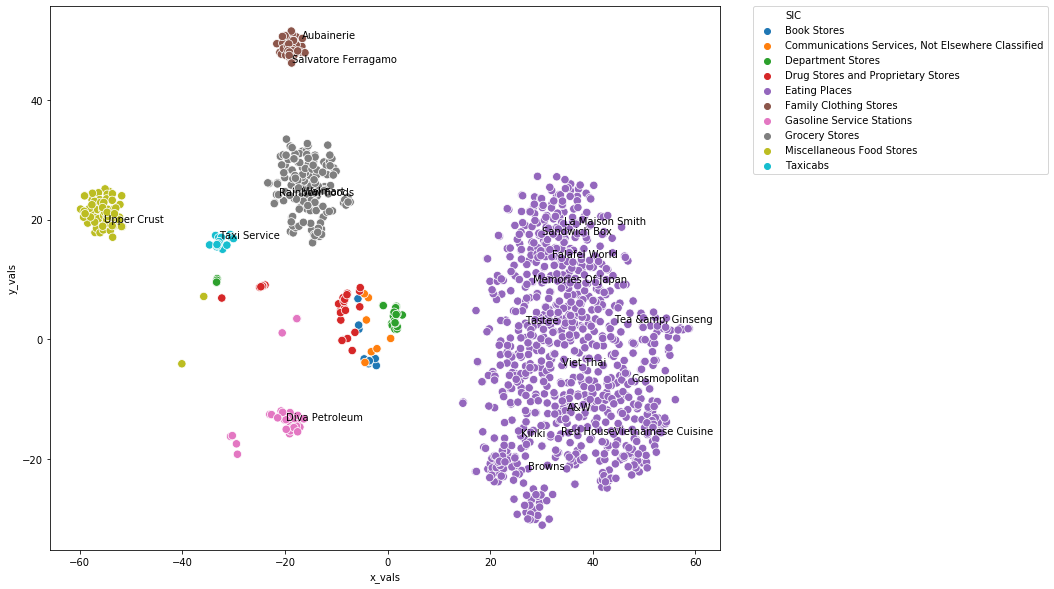 SIC
Book Stores
Communications Services, Not Elsewhere Classified
Department Stores
Drug Stores and Proprietary Stores
Eating Places
Family Clothing Stores
Gasoline Service Stations
Grocery Stores
Miscellaneous Food Stores
Taxicabs
Aubainerie
Salvatore Ferragamo
40
Rainbow Foods
Walmart
20
Upper Crust
Taxi Service
La Maison Smith
Sandwich Box
Falafel World
Memories Of Japan
Tastee
Tea &amp, Ginseng
0
Viet Thai
Cosmopolitan
A&W
Diva Petroleum
Kinki
Red House
Vietnamese Cuisine
−20
Browns
−60
−40
−20
0
20
40
60
x_vals
y_vals